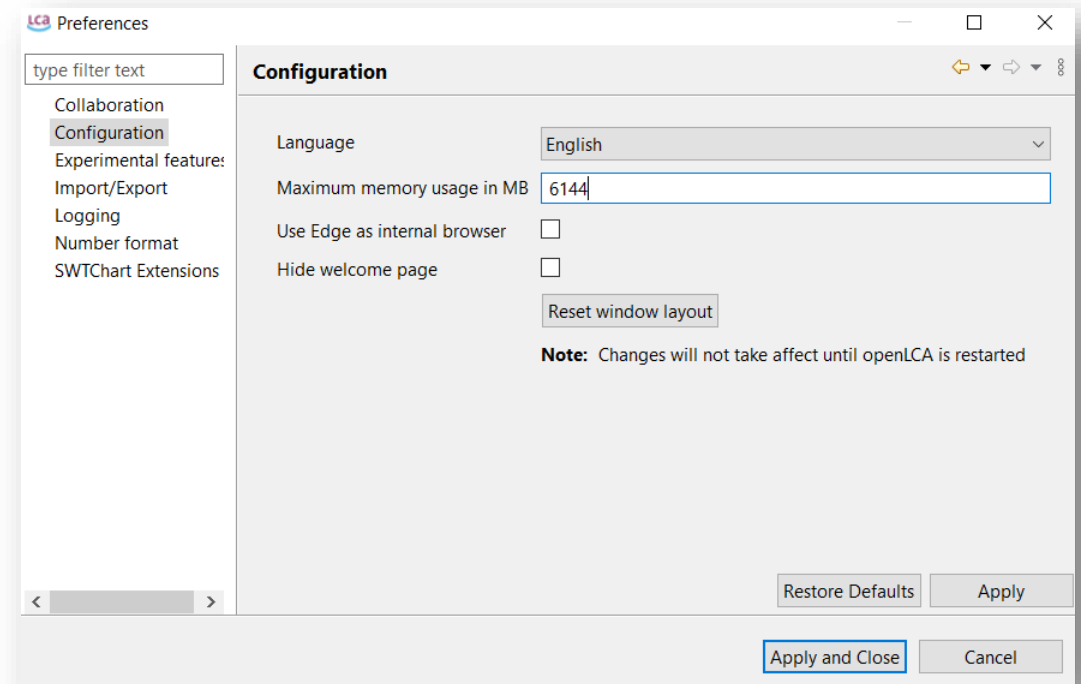 LCa Preferences
type filter text
Collaboration
Configuration
Experimental features
Import/Export
Logging
Number format
SWTChart Extensions
Configuration
Language English
Maximum memory usage in MB 6144
Use Edge as internal browser
Hide welcome page
Reset window layout
Note: Changes will not take affect until openLCA is restarted
Restore Defaults Apply
Apply and Close Cancel